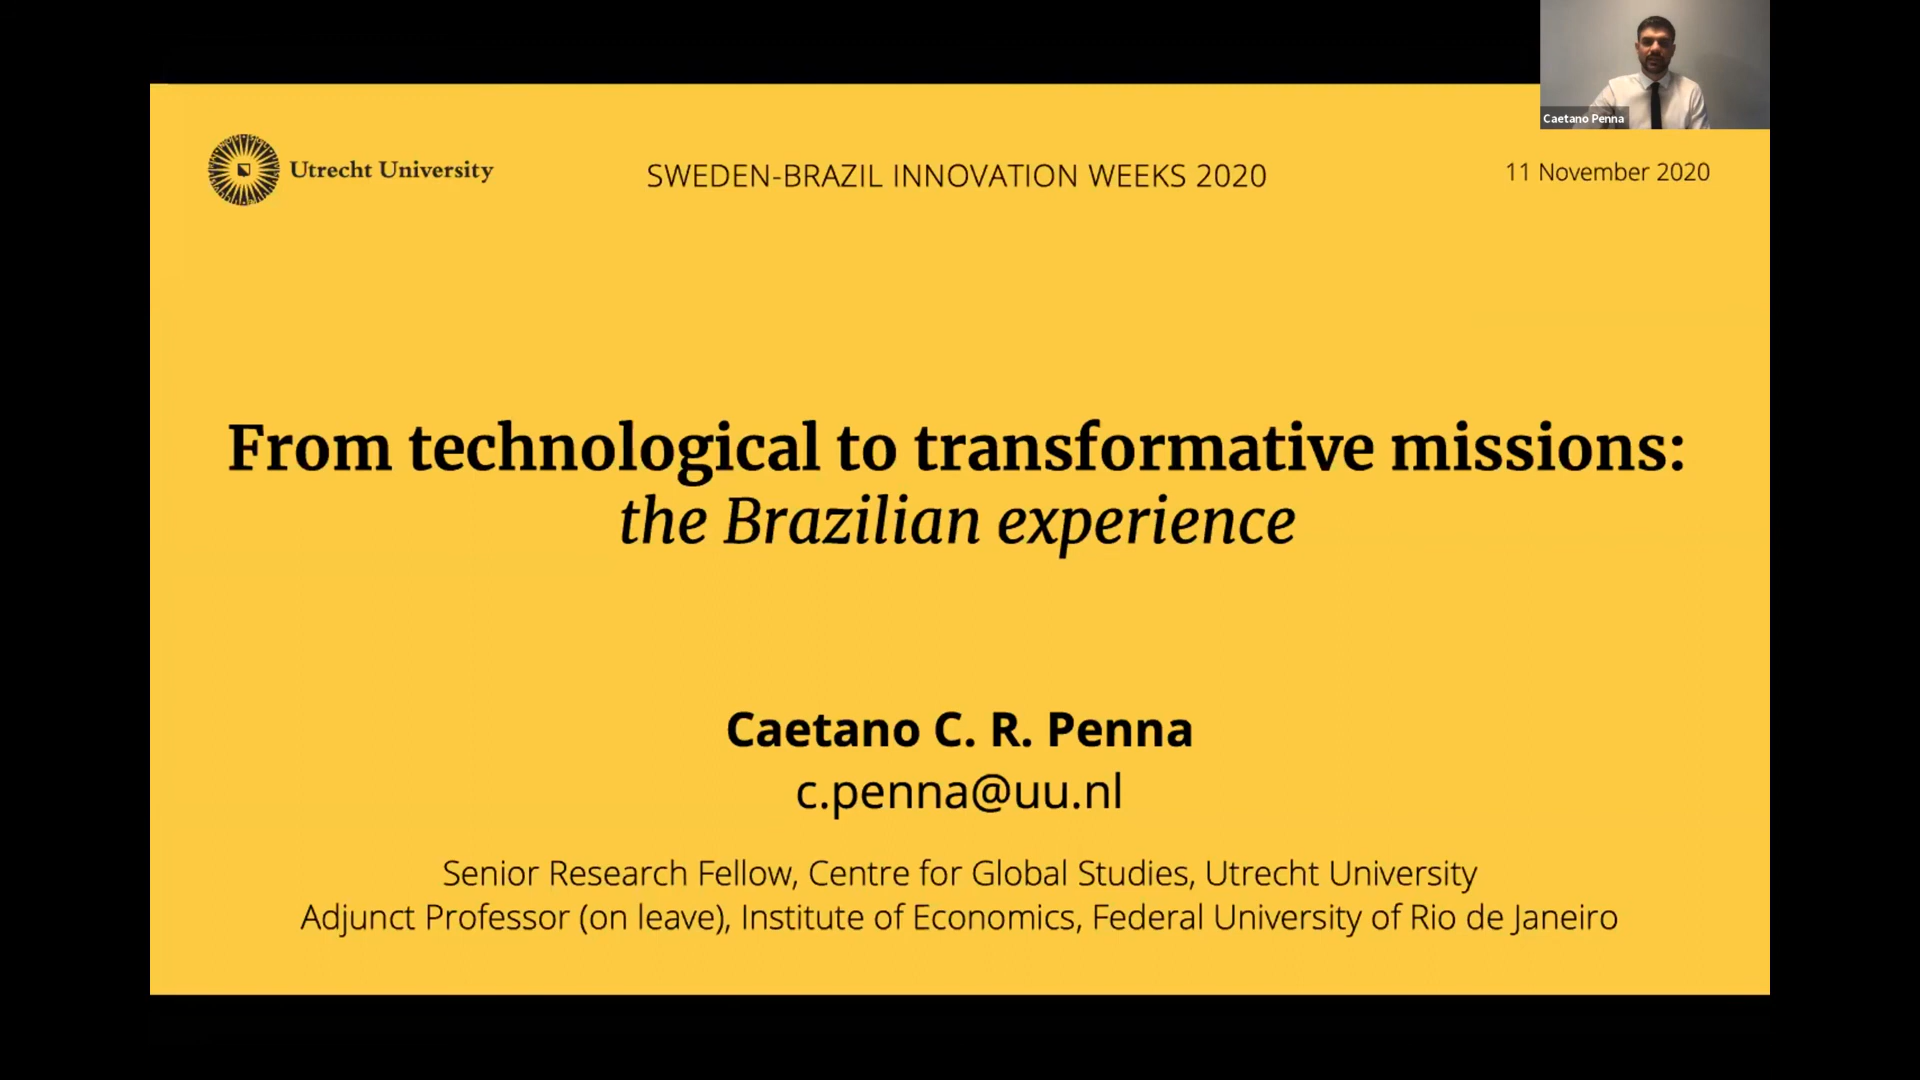 Caetano Penna
Utrecht University
SWEDEN-BRAZIL INNOVATION WEEKS 2020
11 November 2020
From technological to transformative missions:
the Brazilian experience
Caetano C. R. Penna
c.penna@uu.nl
Senior Research Fellow, Centre for Global Studies, Utrecht University
Adjunct Professor (on leave), Institute of Economics, Federal University of Rio de Janeiro